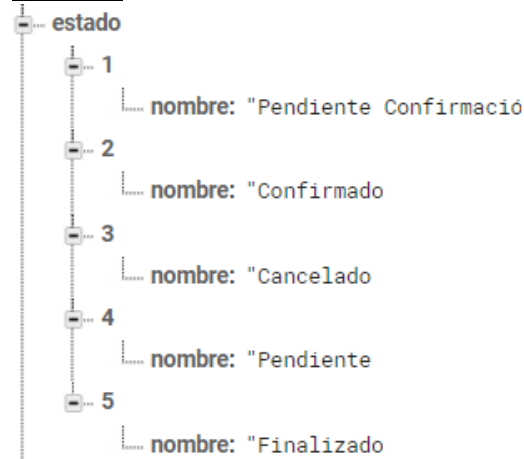 estado
1
nombre: "Pendiente Confirmació
2
nombre: "Confirmado
3
nombre: "Cancelado
4
nombre: "Pendiente
5
nombre: "Finalizado